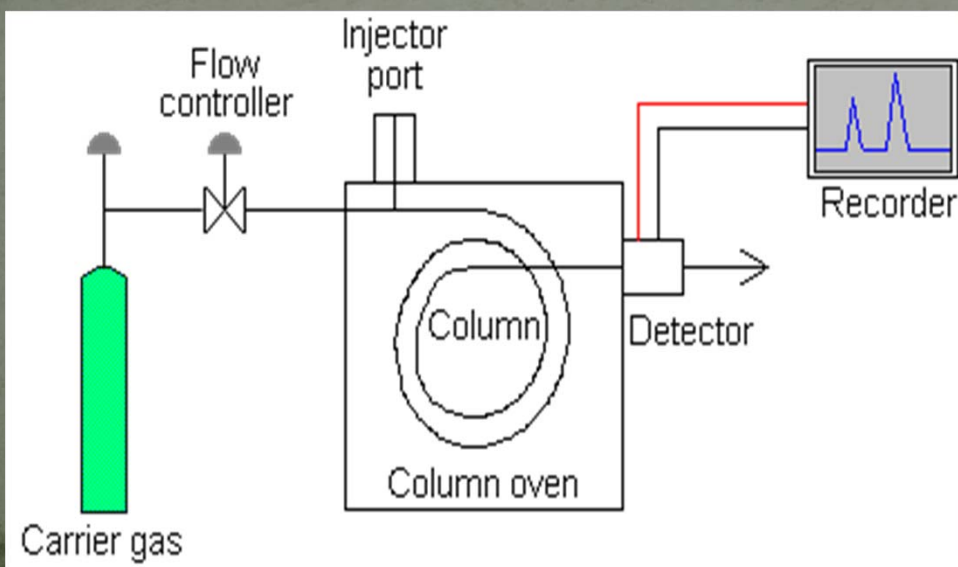 Injector
port
Flow
controller
Recorder
Column
Detector
Column oven
Carrier gas